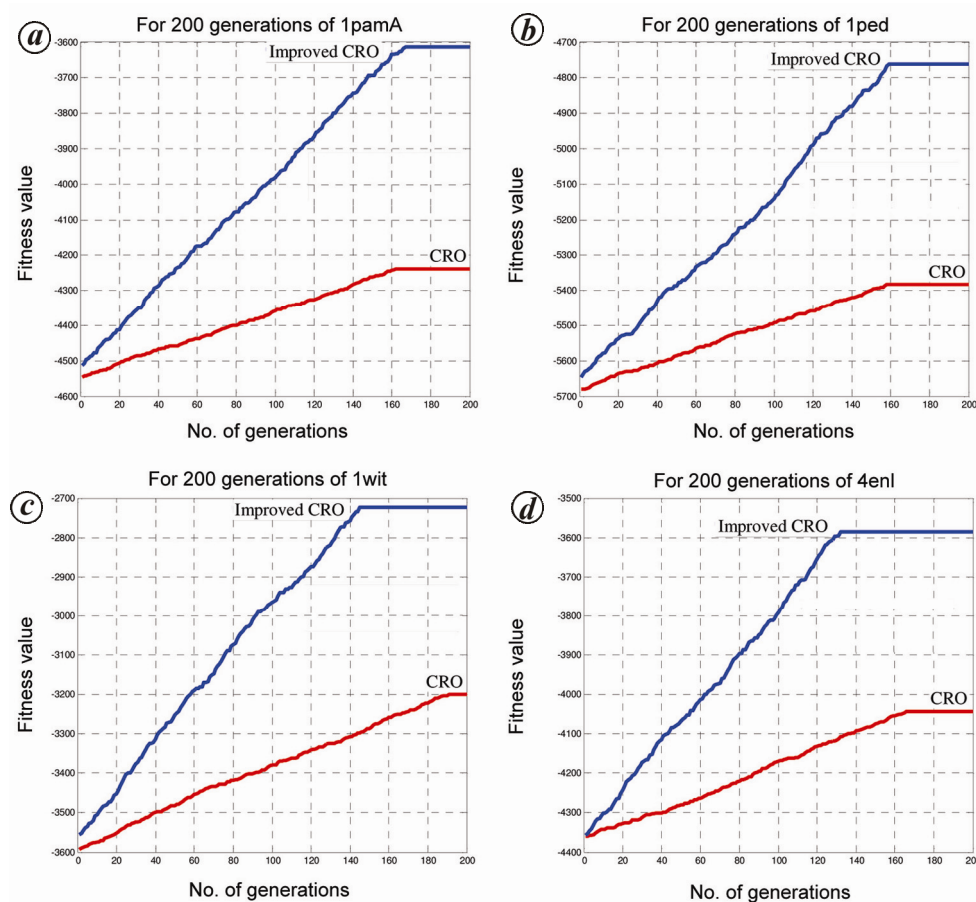 a
For 200 generations of 1pamA
-3600
-3700
-3800
-3900
-4000
-4100
-4200
-4300
-4400
-4500
-4600
Fitness value
Improved CRO
CRO
0 20 40 60 80 100 120 140 160 180 200
No. of generations
b
For 200 generations of 1ped
-4700
-4800
-4900
-5000
-5100
-5200
-5300
-5400
-5500
-5600
-5700
Fitness value
Improved CRO
CRO
0 20 40 60 80 100 120 140 160 180 200
No. of generations
c
For 200 generations of 1wit
-2700
-2800
-2900
-3000
-3100
-3200
-3300
-3400
-3500
-3600
Fitness value
Improved CRO
CRO
0 20 40 60 80 100 120 140 160 180 200
No. of generations
d
For 200 generations of 4enl
-3500
-3600
-3700
-3800
-3900
-4000
-4100
-4200
-4300
-4400
Fitness value
Improved CRO
CRO
0 20 40 60 80 100 120 140 160 180 200
No. of generations